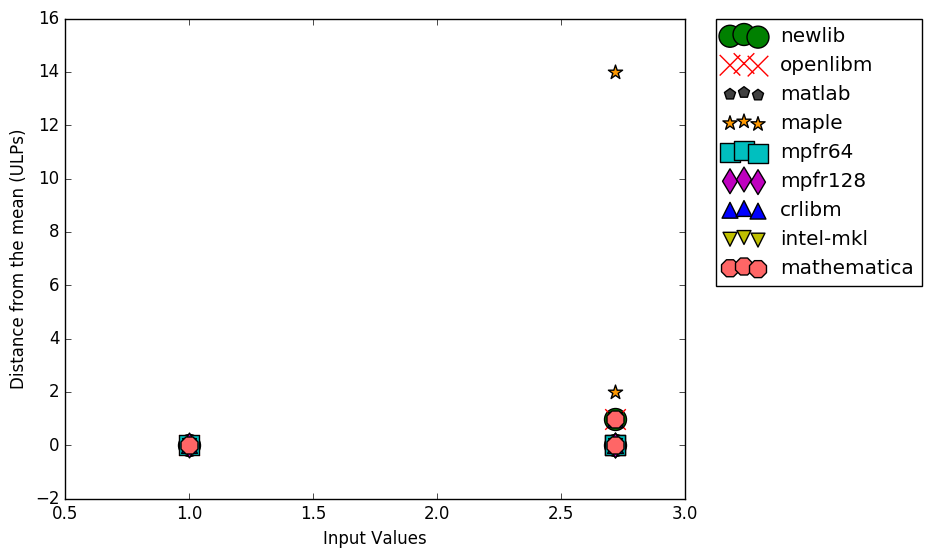 16
14
12
10
8
6
4
2
0
−2
0.5
1.0
1.5
2.0
2.5
3.0
Input Values
Distance from the mean (ULPs)
newlib
openlibm
matlab
maple
mpfr64
mpfr128
crlibm
intel-mkl
mathematica